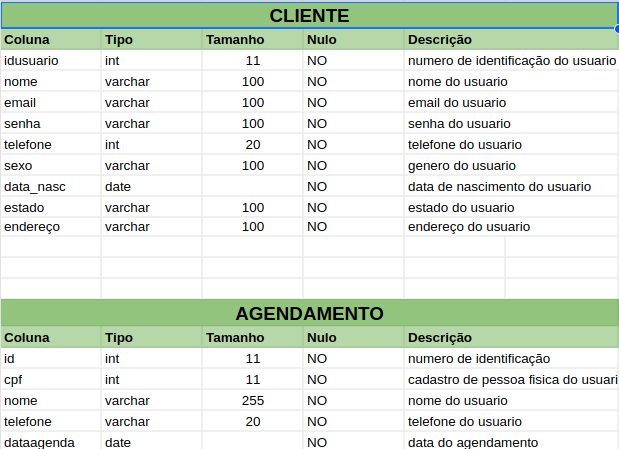 CLIENTE
Coluna Tipo Tamanho Nulo Descrição
idusuario int 11 NO numero de identificação do usuario
nome varchar 100 NO nome do usuario
email varchar 100 NO email do usuario
senha varchar 100 NO senha do usuario
telefone int 20 NO telefone do usuario
sexo varchar 100 NO genero do usuario
data_nasc date NO data de nascimento do usuario
estado varchar 100 NO estado do usuario
endereço varchar 100 NO endereço do usuario
AGENDAMENTO
Coluna Tipo Tamanho Nulo Descrição
id int 11 NO numero de identificação
cpf int 11 NO cadastro de pessoa fisica do usuari
nome varchar 255 NO nome do usuario
telefone varchar 20 NO telefone do usuario
dataagenda date NO data do agendamento